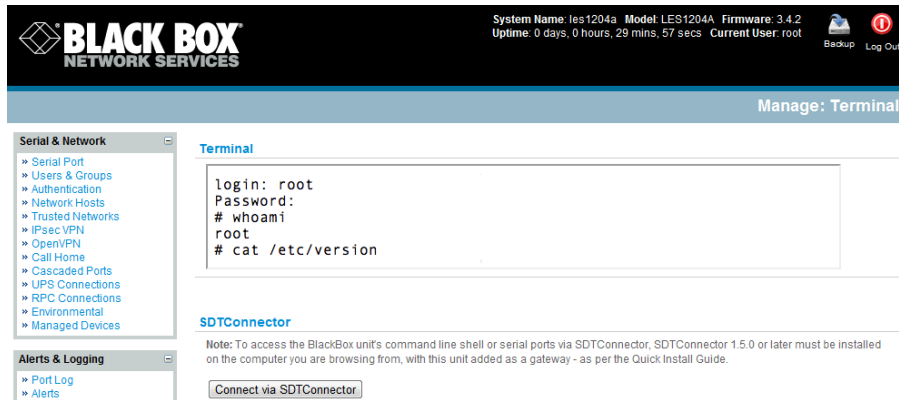 BLACK BOX
NETWORK SERVICES
System Name: les1204a Model: LES1204A Firmware: 3.4.2
Uptime: 0 days, 0 hours, 29 mins, 57 secs Current User: root
Backup
Log Out
Manage: Terminal
Serial & Network
» Serial Port
» Users & Groups
» Authentication
» Network Hosts
» Trusted Networks
» IPsec VPN
» OpenVPN
» Call Home
» Cascaded Ports
» UPS Connections
» RPC Connections
» Environmental
» Managed Devices
Alerts & Logging
» Port Log
» Alerts
Terminal
login: root
Password:
# whoami
root
# cat /etc/version
SDTConnector
Note: To access the BlackBox unit's command line shell or serial ports via SDTConnector, SDTConnector 1.5.0 or later must be installed
on the computer you are browsing from, with this unit added as a gateway - as per the Quick Install Guide.
Connect via SDTConnector